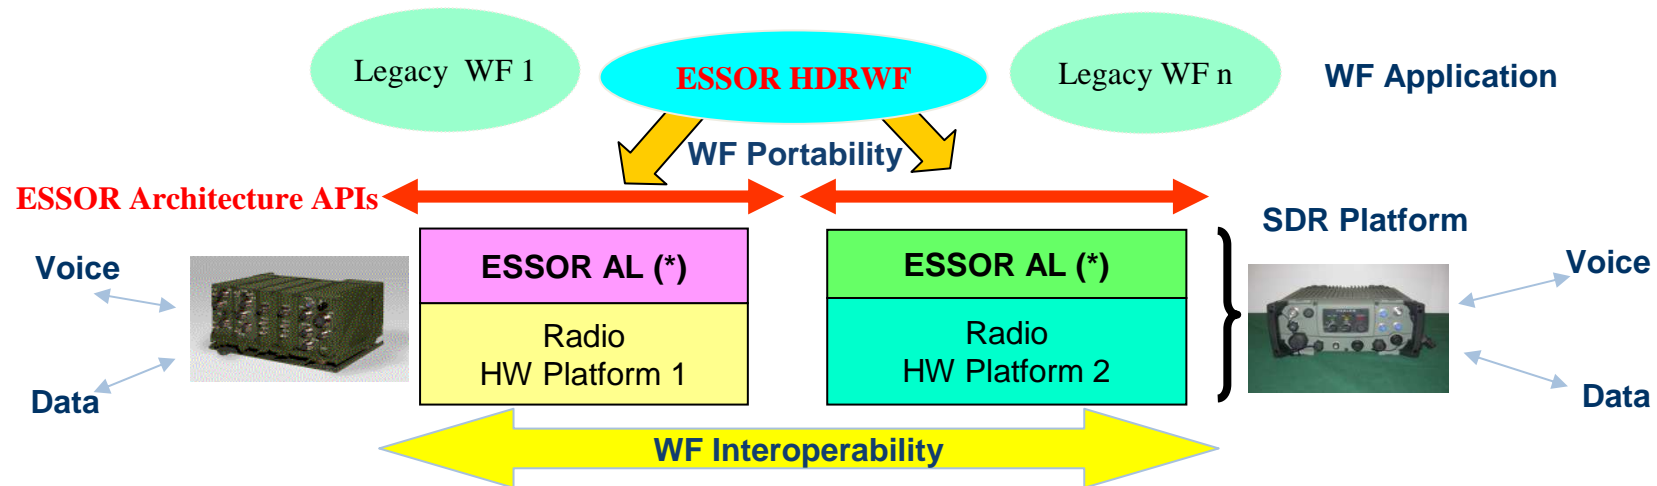 Legacy WF 1
ESSOR HDRWF
Legacy WF n
WF Application
WF Portability
ESSOR Architecture APIs
SDR Platform
Voice
ESSOR AL (*)
ESSOR AL (*)
Voice
Radio
HW Platform 1
Radio
HW Platform 2
Data
Data
WF Interoperability